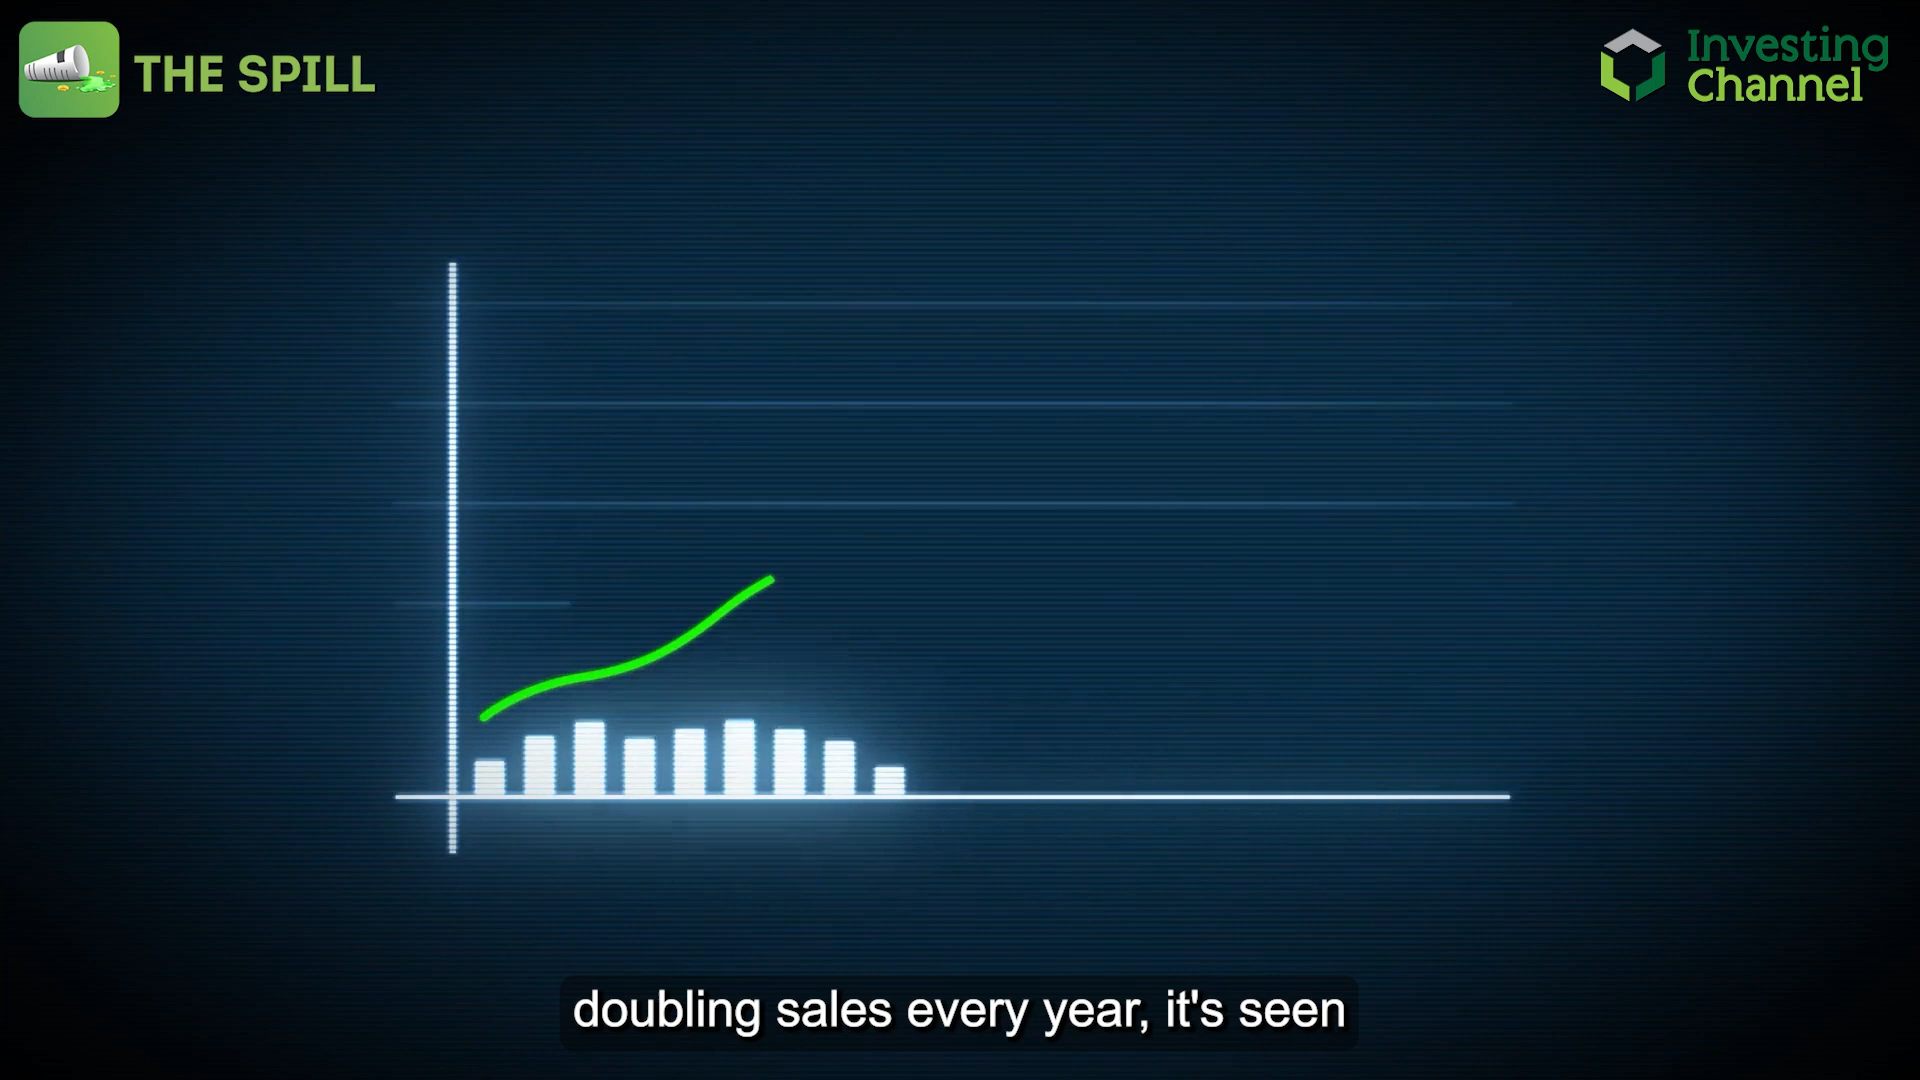 THE SPILL
Investing
Channel
doubling sales every year, it's seen